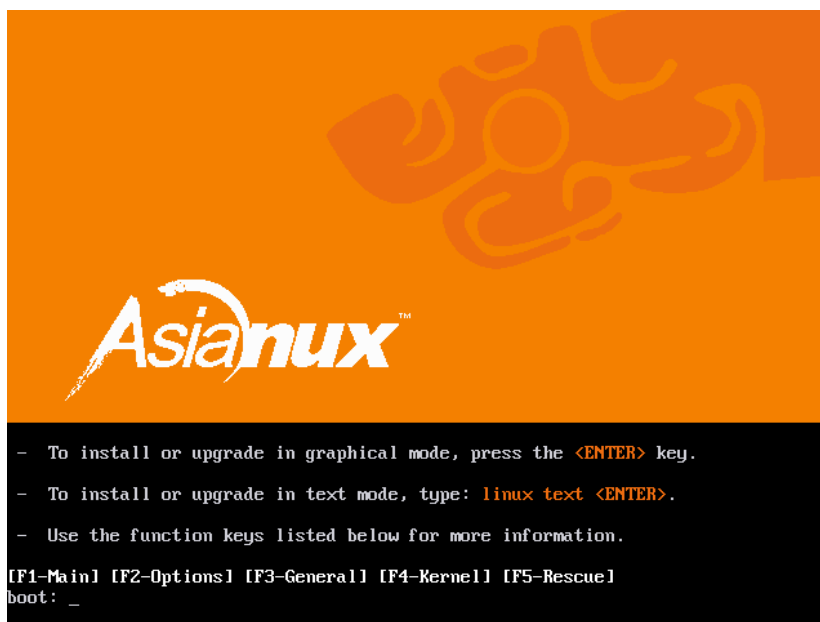 Asianux™
- To install or upgrade in graphical mode, press the <ENTER> key.
- To install or upgrade in text mode, type: linux text <ENTER>.
- Use the function keys listed below for more information.
[F1-Main] [F2-Options] [F3-General] [F4-Kernel] [F5-Rescue]
boot: _